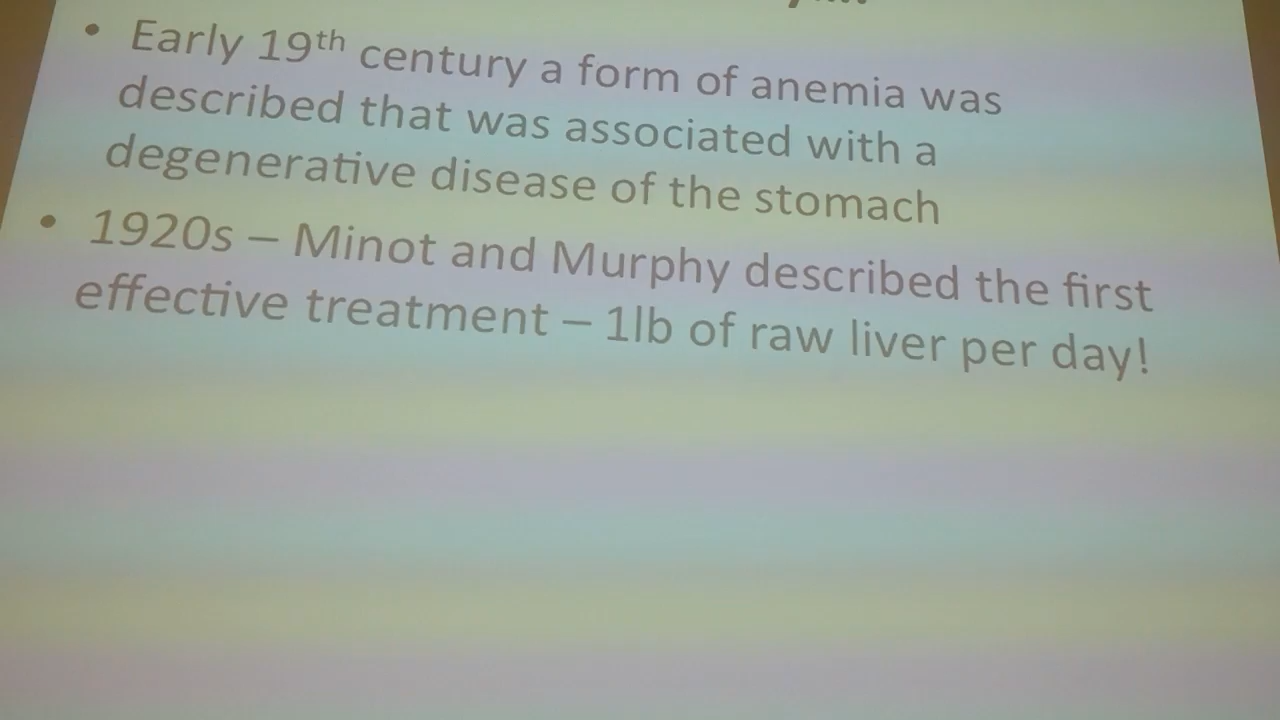 • Early 19th century a form of anemia was
described that was associated with a
degenerative disease of the stomach
• 1920s – Minot and Murphy described the first
effective treatment – 1lb of raw liver per day!